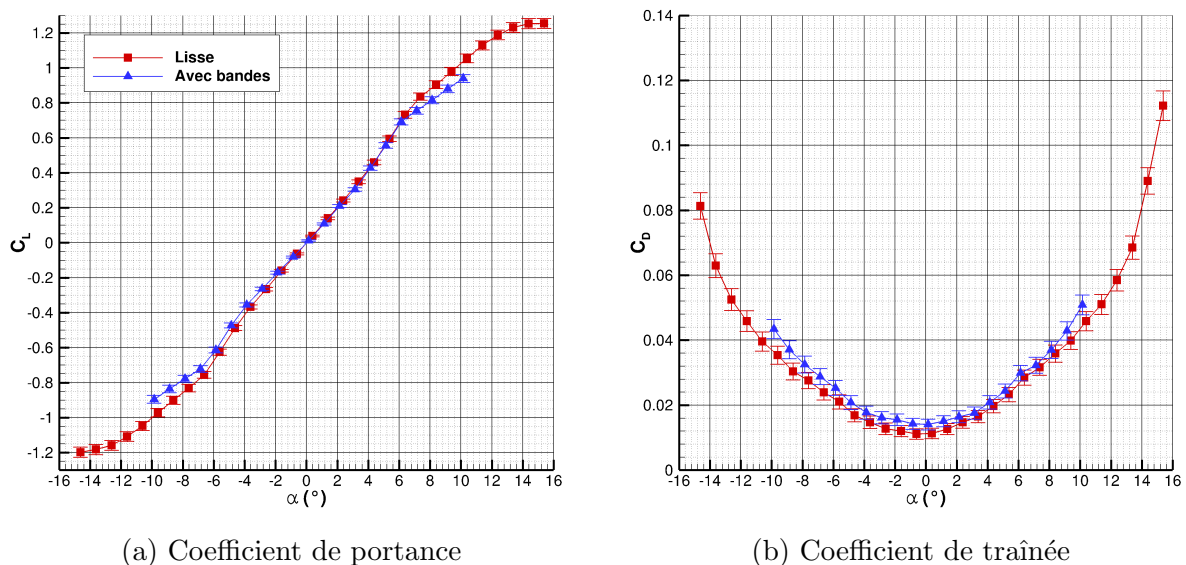 Lisse
Avec bandes
C_L
1.2
1
0.8
0.6
0.4
0.2
0
-0.2
-0.4
-0.6
-0.8
-1
-1.2
-16 -14 -12 -10 -8 -6 -4 -2 0 2 4 6 8 10 12 14 16
α (°)
(a) Coefficient de portance
C_D
0.14
0.12
0.1
0.08
0.06
0.04
0.02
0
-16 -14 -12 -10 -8 -6 -4 -2 0 2 4 6 8 10 12 14 16
α (°)
(b) Coefficient de traînée